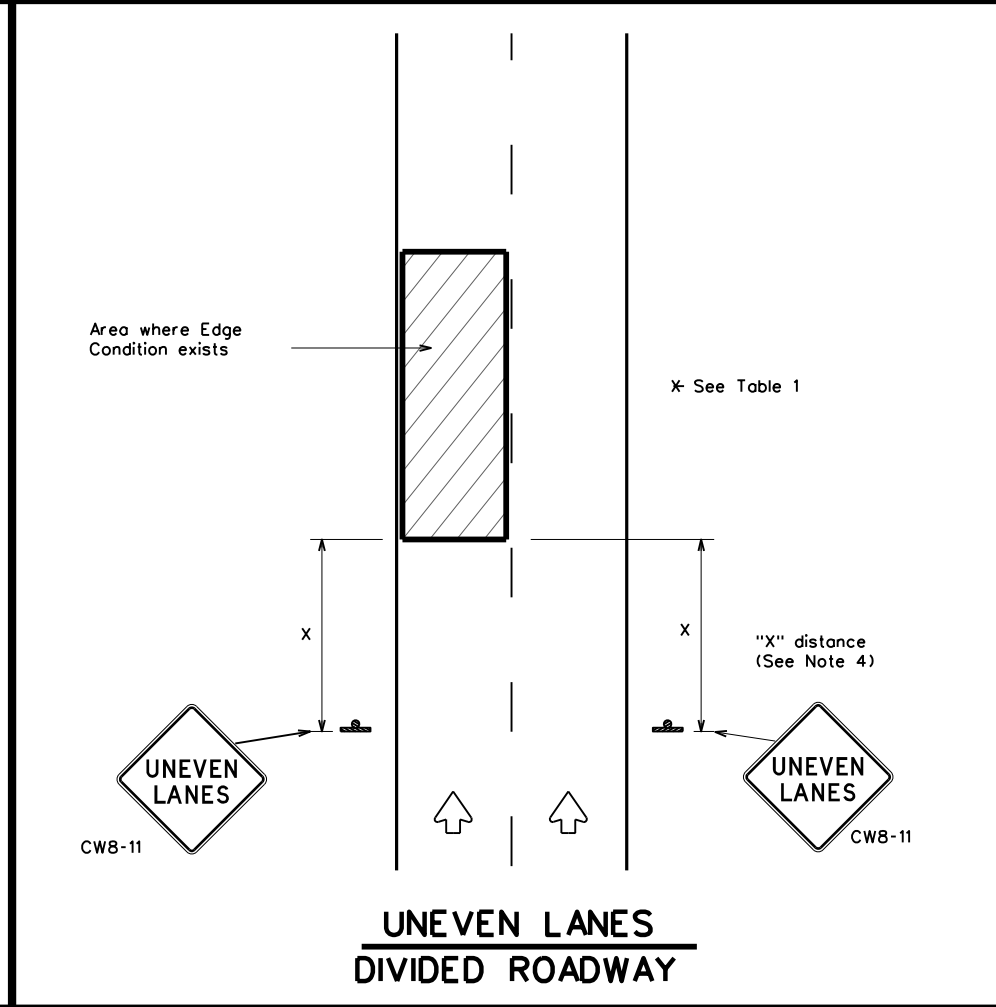 Area where Edge
Condition exists
X See Table 1
X
X
"X" distance
(See Note 4)
UNEVEN
LANES
CW8-11
UNEVEN
LANES
CW8-11
UNEVEN LANES
DIVIDED ROADWAY